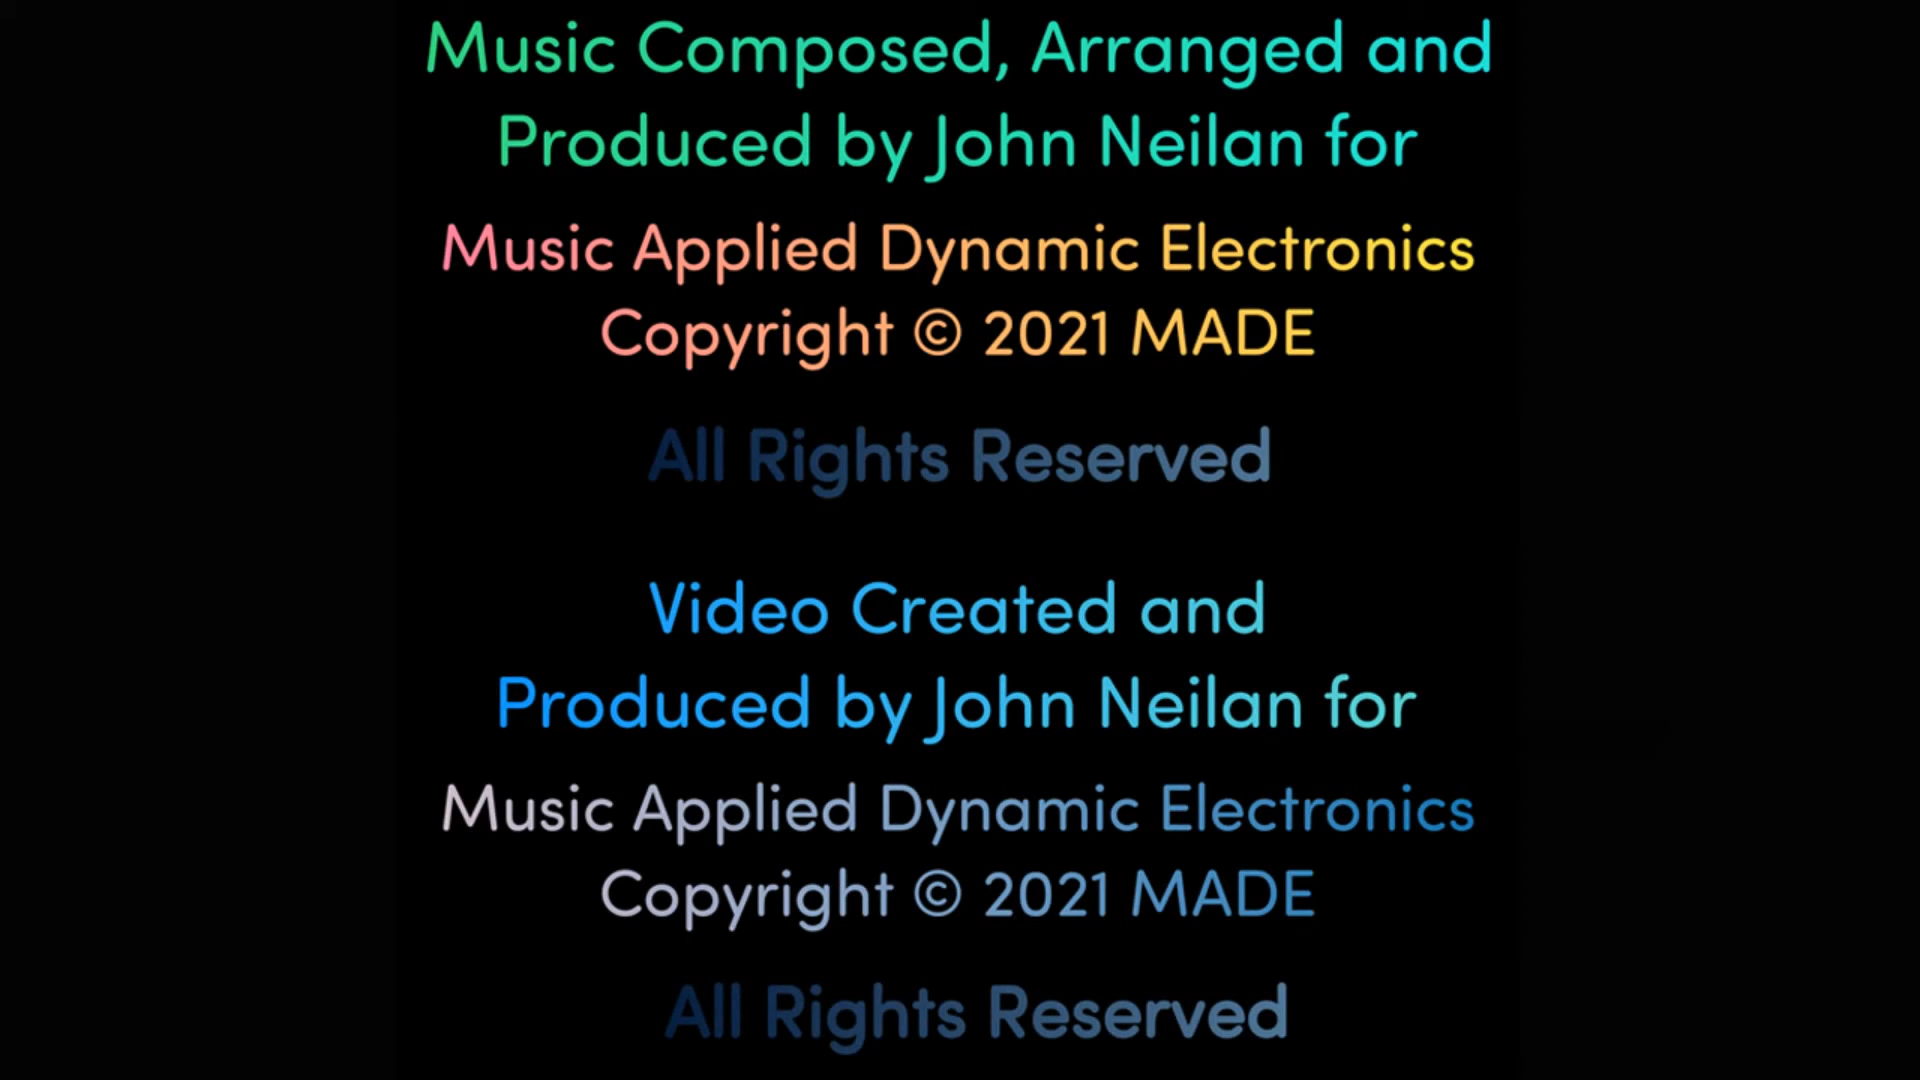 Music Composed, Arranged and
Produced by John Neilan for
Music Applied Dynamic Electronics
Copyright © 2021 MADE
All Rights Reserved
Video Created and
Produced by John Neilan for
Music Applied Dynamic Electronics
Copyright © 2021 MADE
All Rights Reserved